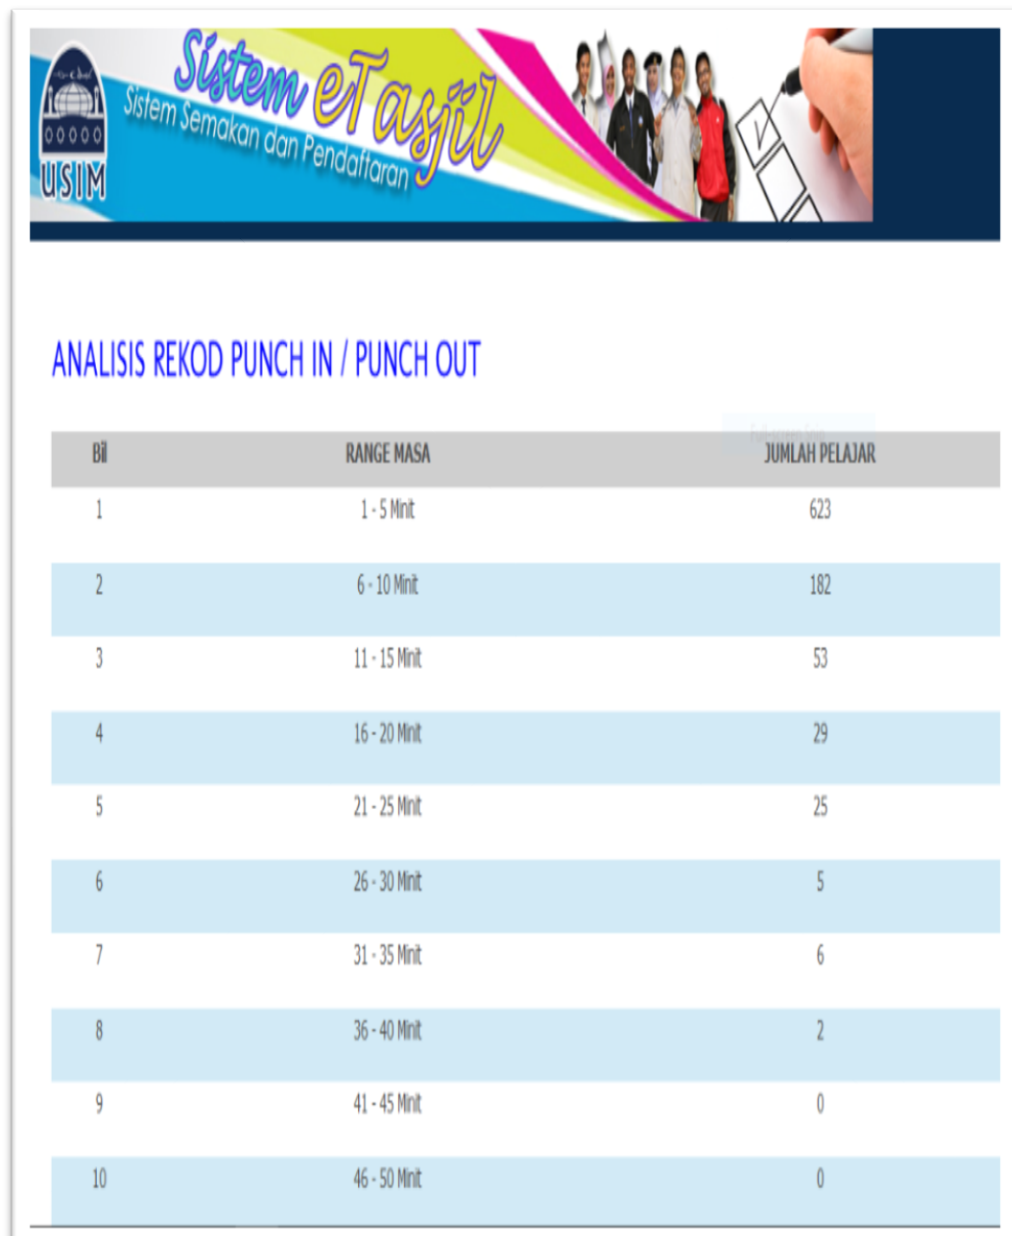 Sistem eTasjil
Sistem Semakan dan Pendaftaran
USIM
ANALISIS REKOD PUNCH IN / PUNCH OUT
Bil RANGE MASA JUMLAH PELAJAR
1 1 - 5 Minit 623
2 6 - 10 Minit 182
3 11 - 15 Minit 53
4 16 - 20 Minit 29
5 21 - 25 Minit 25
6 26 - 30 Minit 5
7 31 - 35 Minit 6
8 36 - 40 Minit 2
9 41 - 45 Minit 0
10 46 - 50 Minit 0